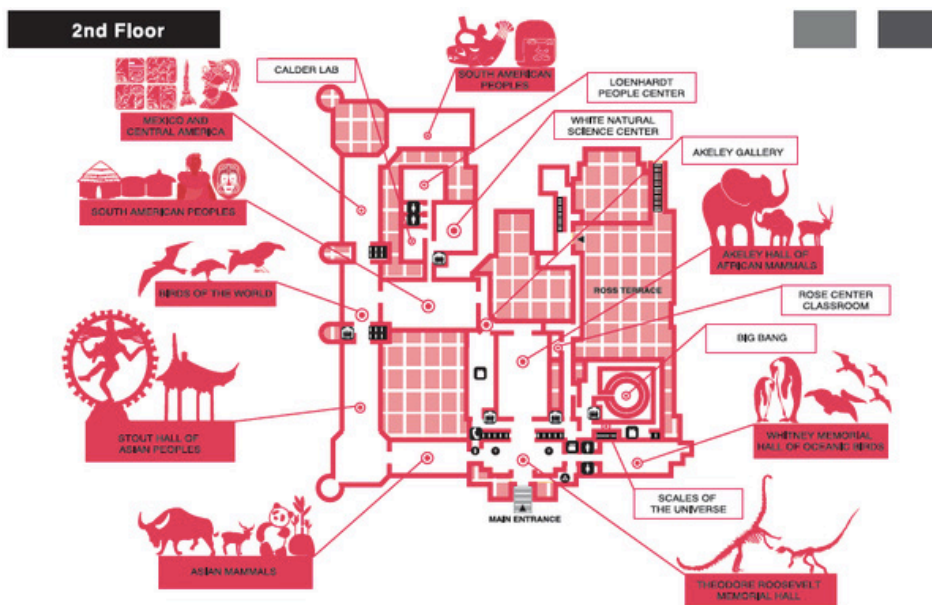 2nd Floor
CALDER LAB
SOUTH AMERICAN
PEOPLES
LOENHARDT
PEOPLE CENTER
MEXICO AND
CENTRAL AMERICA
WHITE NATURAL
SCIENCE CENTER
AKELEY GALLERY
SOUTH AMERICAN PEOPLES
AKELEY HALL OF
AFRICAN MAMMALS
BIRDS OF THE WORLD
ROSS TERRACE
ROSE CENTER
CLASSROOM
BIG BANG
STOUT HALL OF
ASIAN PEOPLES
WHITNEY MEMORIAL
HALL OF OCEANIC BIRDS
SCALES OF
THE UNIVERSE
MAIN ENTRANCE
ASIAN MAMMALS
THEODORE ROOSEVELT
MEMORIAL HALL